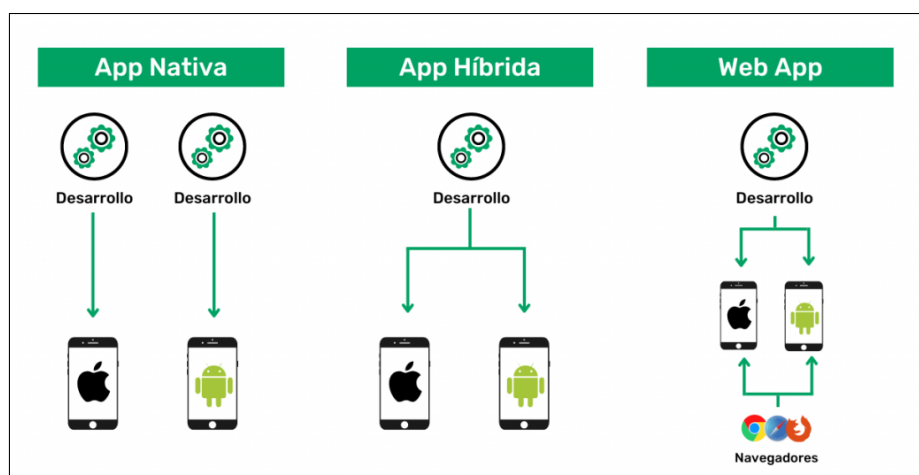 App Nativa
App Híbrida
Web App
Desarrollo
Desarrollo
Desarrollo
Desarrollo
Navegadores